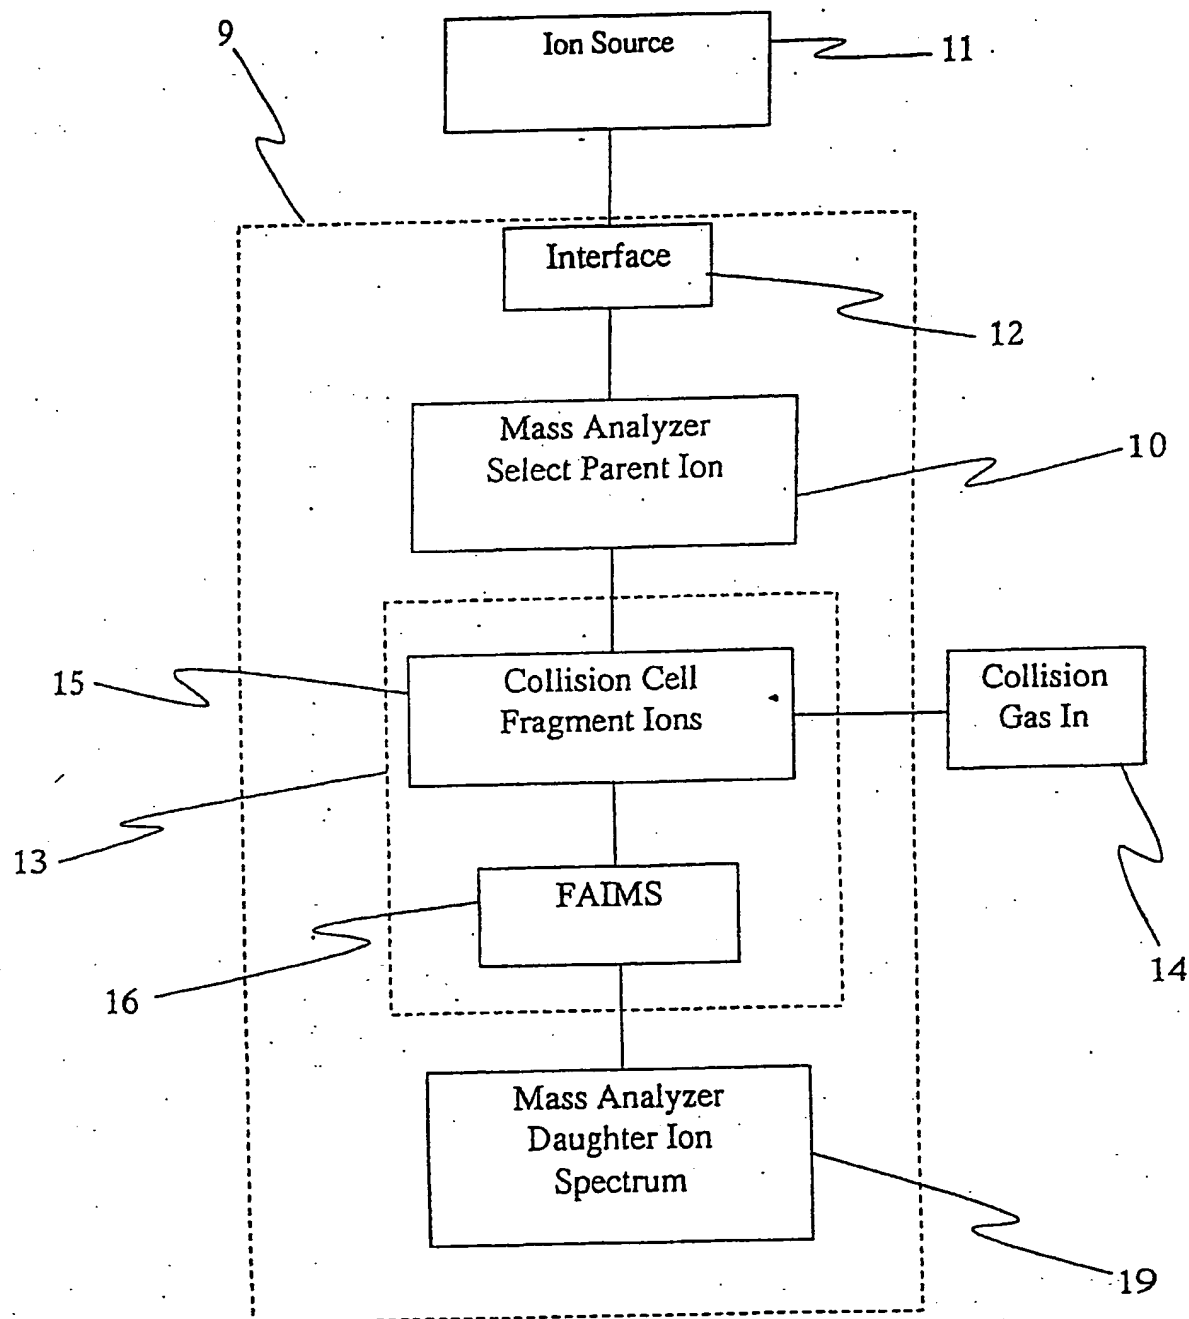 9
Ion Source
11
Interface
12
Mass Analyzer
Select Parent Ion
10
15
Collision Cell
Fragment Ions
Collision
Gas In
13
FAIMS
14
16
Mass Analyzer
Daughter Ion
Spectrum
19